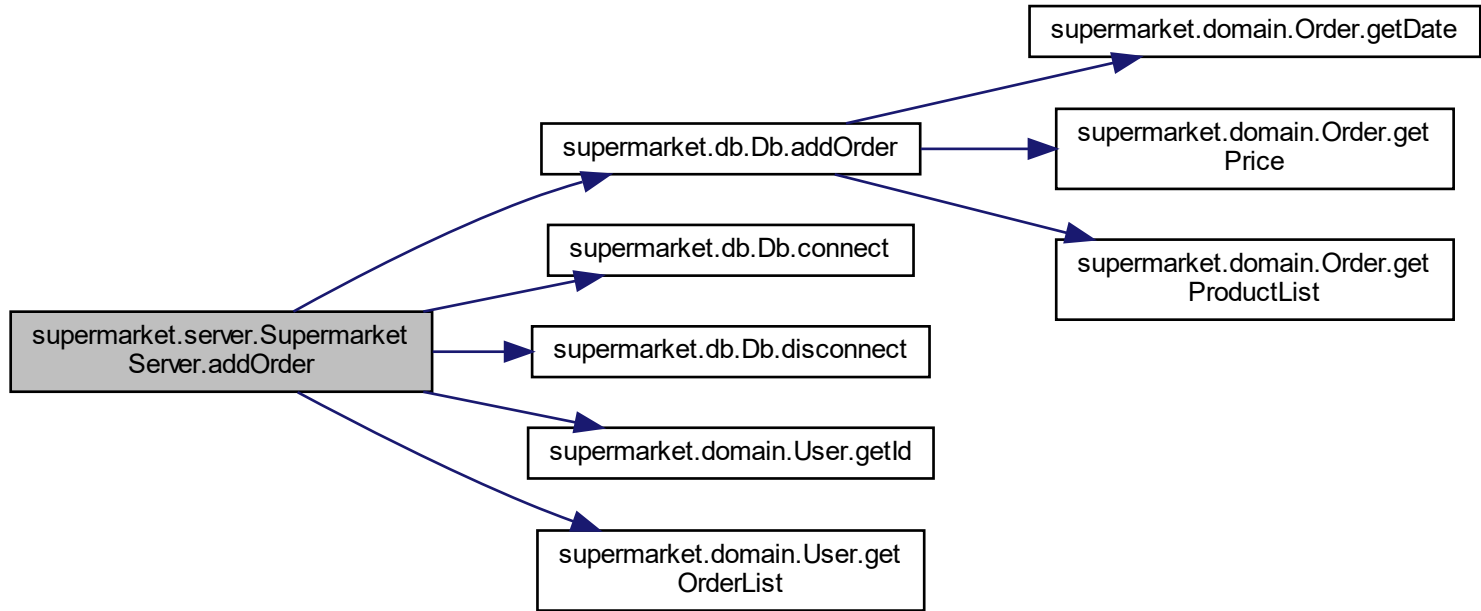 supermarket.domain.Order.getDate
supermarket.db.Db.addOrder
supermarket.domain.Order.get
Price
supermarket.db.Db.connect
supermarket.domain.Order.get
ProductList
supermarket.server.Supermarket
Server.addOrder
supermarket.db.Db.disconnect
supermarket.domain.User.getId
supermarket.domain.User.get
OrderList